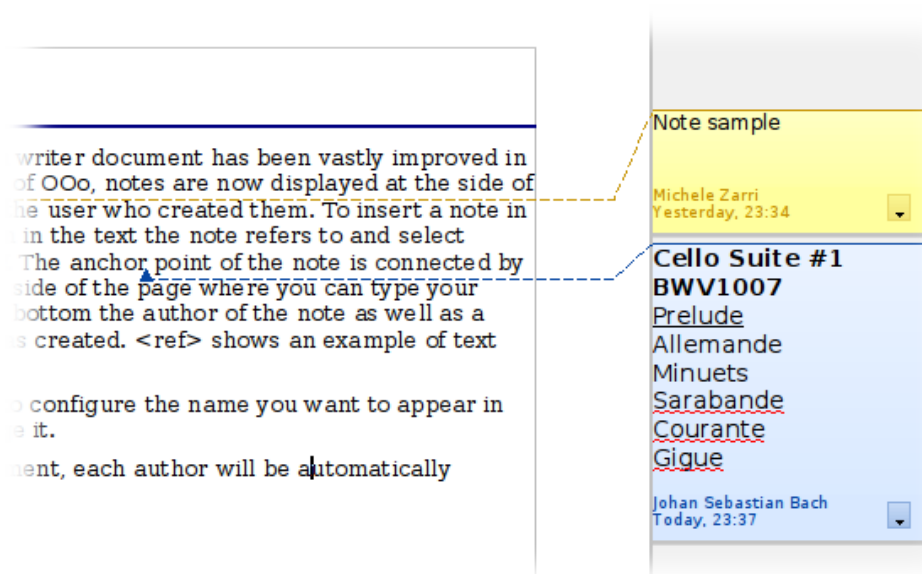 writer document has been vastly improved in
of OOo, notes are now displayed at the side of
he user who created them. To insert a note in
in the text the note refers to and select
The anchor point of the note is connected by
side of the page where you can type your
bottom the author of the note as well as a
s created. <ref> shows an example of text
o configure the name you want to appear in
e it.
ment, each author will be automatically
Note sample
Michele Zarri
Yesterday, 23:34
Cello Suite #1
BWV1007
Prelude
Allemande
Minuets
Sarabande
Courante
Gigue
Johan Sebastian Bach
Today, 23:37